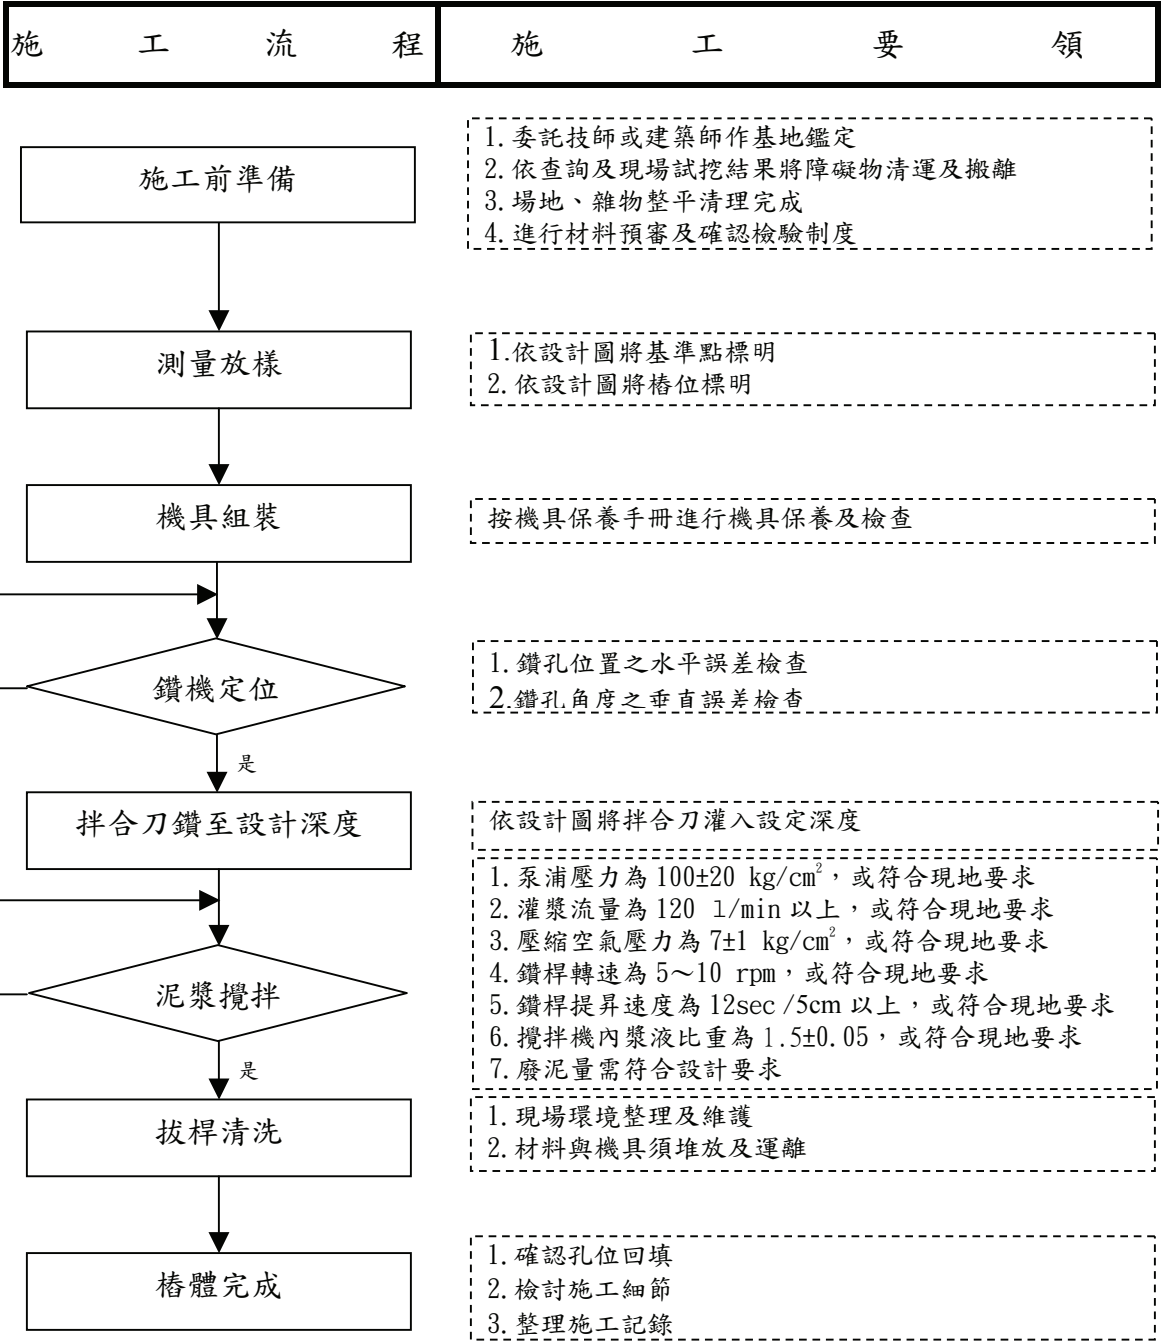 施工流程
施工要領
施工前準備
1.委託技師或建築師作基地鑑定
2.依查詢及現場試挖結果將障礙物清運及搬離
3.場地、雜物整平清理完成
4.進行材料預審及確認檢驗制度
測量放樣
1.依設計圖將基準點標明
2.依設計圖將樁位標明
機具組裝
按機具保養手冊進行機具保養及檢查
鑽機定位
1.鑽孔位置之水平誤差檢查
2.鑽孔角度之垂直誤差檢查
是
拌合刀鑽至設計深度
依設計圖將拌合刀灌入設定深度
泥漿攪拌
1.泵浦壓力為 100±20 kg/cm²，或符合現地要求
2.灌漿流量為 120 l/min 以上，或符合現地要求
3.壓縮空氣壓力為 7±1 kg/cm²，或符合現地要求
4.鑽桿轉速為 5～10 rpm，或符合現地要求
5.鑽桿提昇速度為 12sec /5cm 以上，或符合現地要求
6.攪拌機內漿液比重為 1.5±0.05，或符合現地要求
7.廢泥量需符合設計要求
是
拔桿清洗
1.現場環境整理及維護
2.材料與機具須堆放及運離
樁體完成
1.確認孔位回填
2.檢討施工細節
3.整理施工記錄